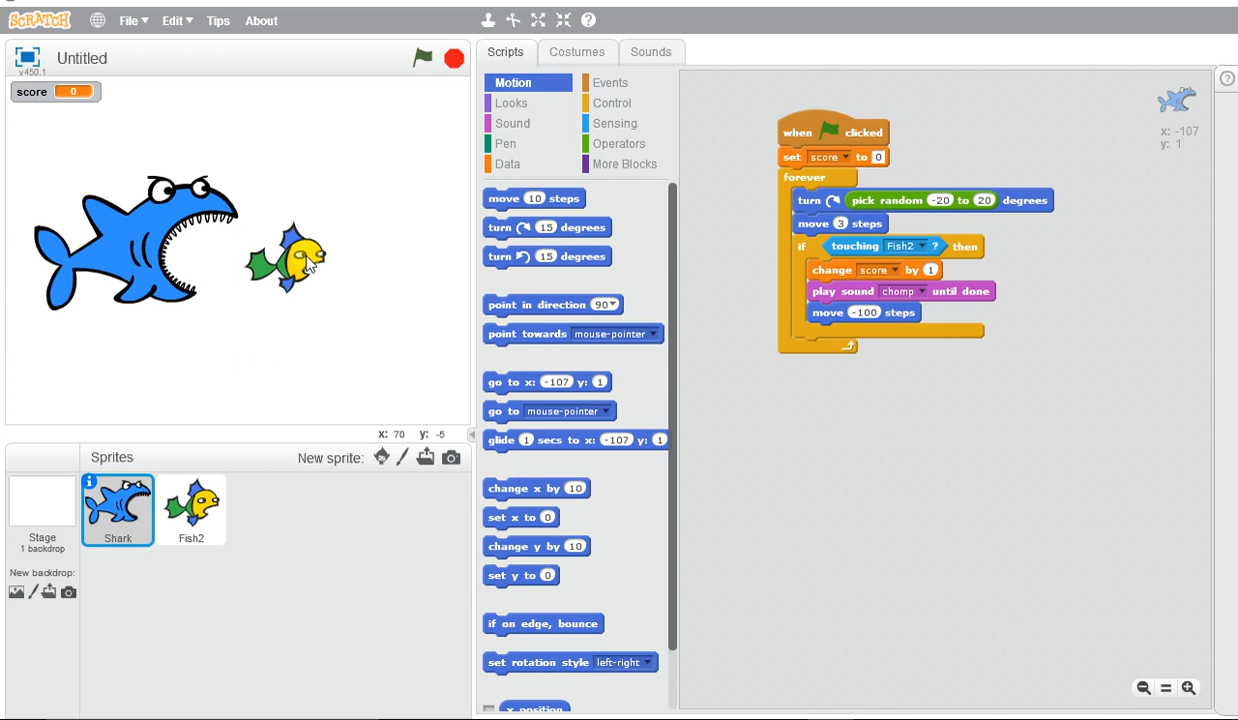 SCRATCH File Edit Tips About
Untitled
v450.1
score 0
x: 70 y: -5
Sprites New sprite:
Stage
1 backdrop
New backdrop:
Shark
Fish2
Scripts Costumes Sounds
Motion Events
Looks Control
Sound Sensing
Pen Operators
Data More Blocks
move 10 steps
turn 15 degrees
turn 15 degrees
point in direction 90
point towards mouse-pointer
go to x: -107 y: 1
go to mouse-pointer
glide 1 secs to x: -107 y: 1
change x by 10
set x to 0
change y by 10
set y to 0
if on edge, bounce
set rotation style left-right
x position
when clicked
set score to 0
forever
turn pick random -20 to 20 degrees
move 3 steps
if touching Fish2 ? then
change score by 1
play sound chomp until done
move -100 steps
x: -107
y: 1